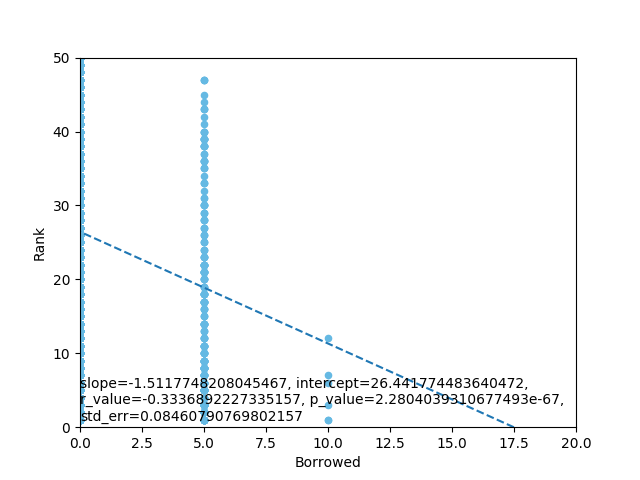 50
40
30
20
10
0
Rank
slope=-1.5117748208045467, intercept=26.441774483640472,
r_value=-0.3336892227335157, p_value=2.2804039310677493e-67,
std_err=0.08460790769802157
0.0 2.5 5.0 7.5 10.0 12.5 15.0 17.5 20.0
Borrowed